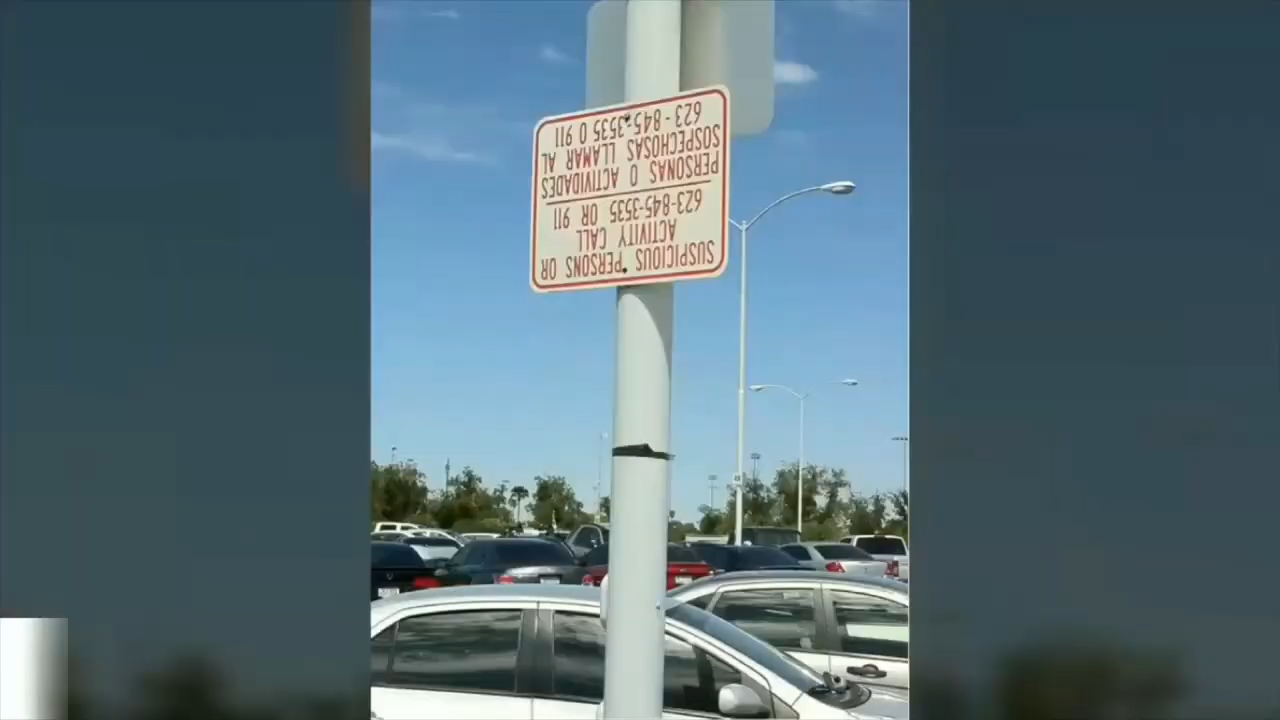 SUSPICIOUS PERSONS OR
ACTIVITY CALL
623-845-3535 OR 911
PERSONAS O ACTIVIDADES
SOSPECHOSAS LLAMAR AL
623-845-3535 O 911